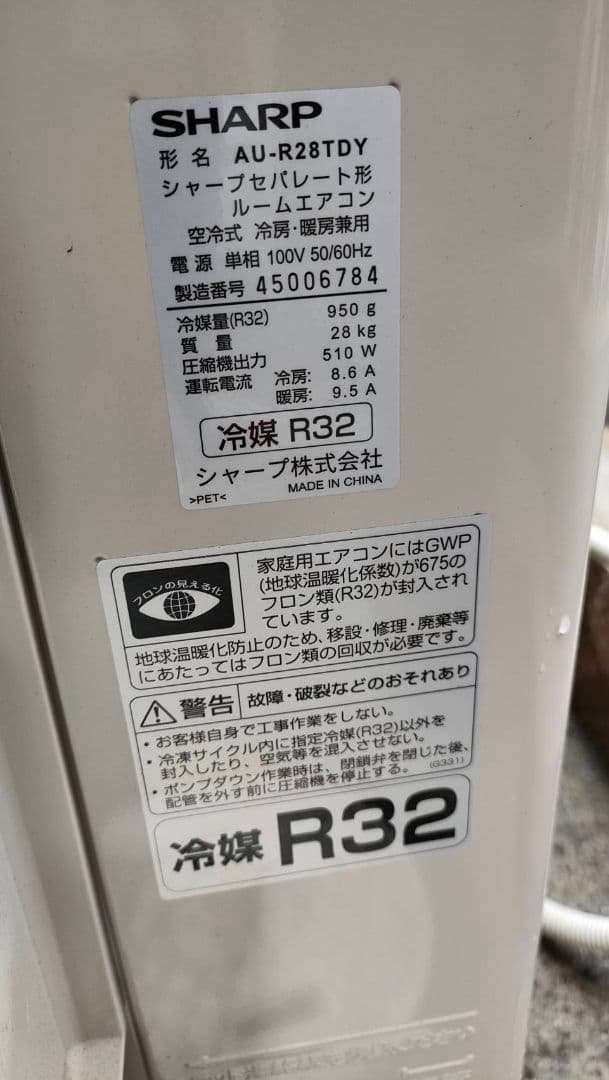 SHARP
形名 AU-R28TDY
シャープセパレート形
ルームエアコン
空冷式 冷房・暖房兼用
電源 単相 100V 50/60Hz
製造番号 45006784
冷媒量(R32) 950 g
質量 28 kg
圧縮機出力 510 W
運転電流 冷房: 8.6 A
暖房: 9.5 A
冷媒 R32
シャープ株式会社
>PET< MADE IN CHINA
フロンの見える化
家庭用エアコンにはGWP
(地球温暖化係数)が675の
フロン類(R32)が封入され
ています。
地球温暖化防止のため、移設・修理・廃棄等
にあたってはフロン類の回収が必要です。
警告 故障・破裂などのおそれあり
・お客様自身で工事作業をしない。
・冷凍サイクル内に指定冷媒(R32)以外を
封入したり、空気等を混入させない。
・ポンプダウン作業時は、閉鎖弁を閉じた後、
配管を外す前に圧縮機を停止する。 (G331)
冷媒 R32